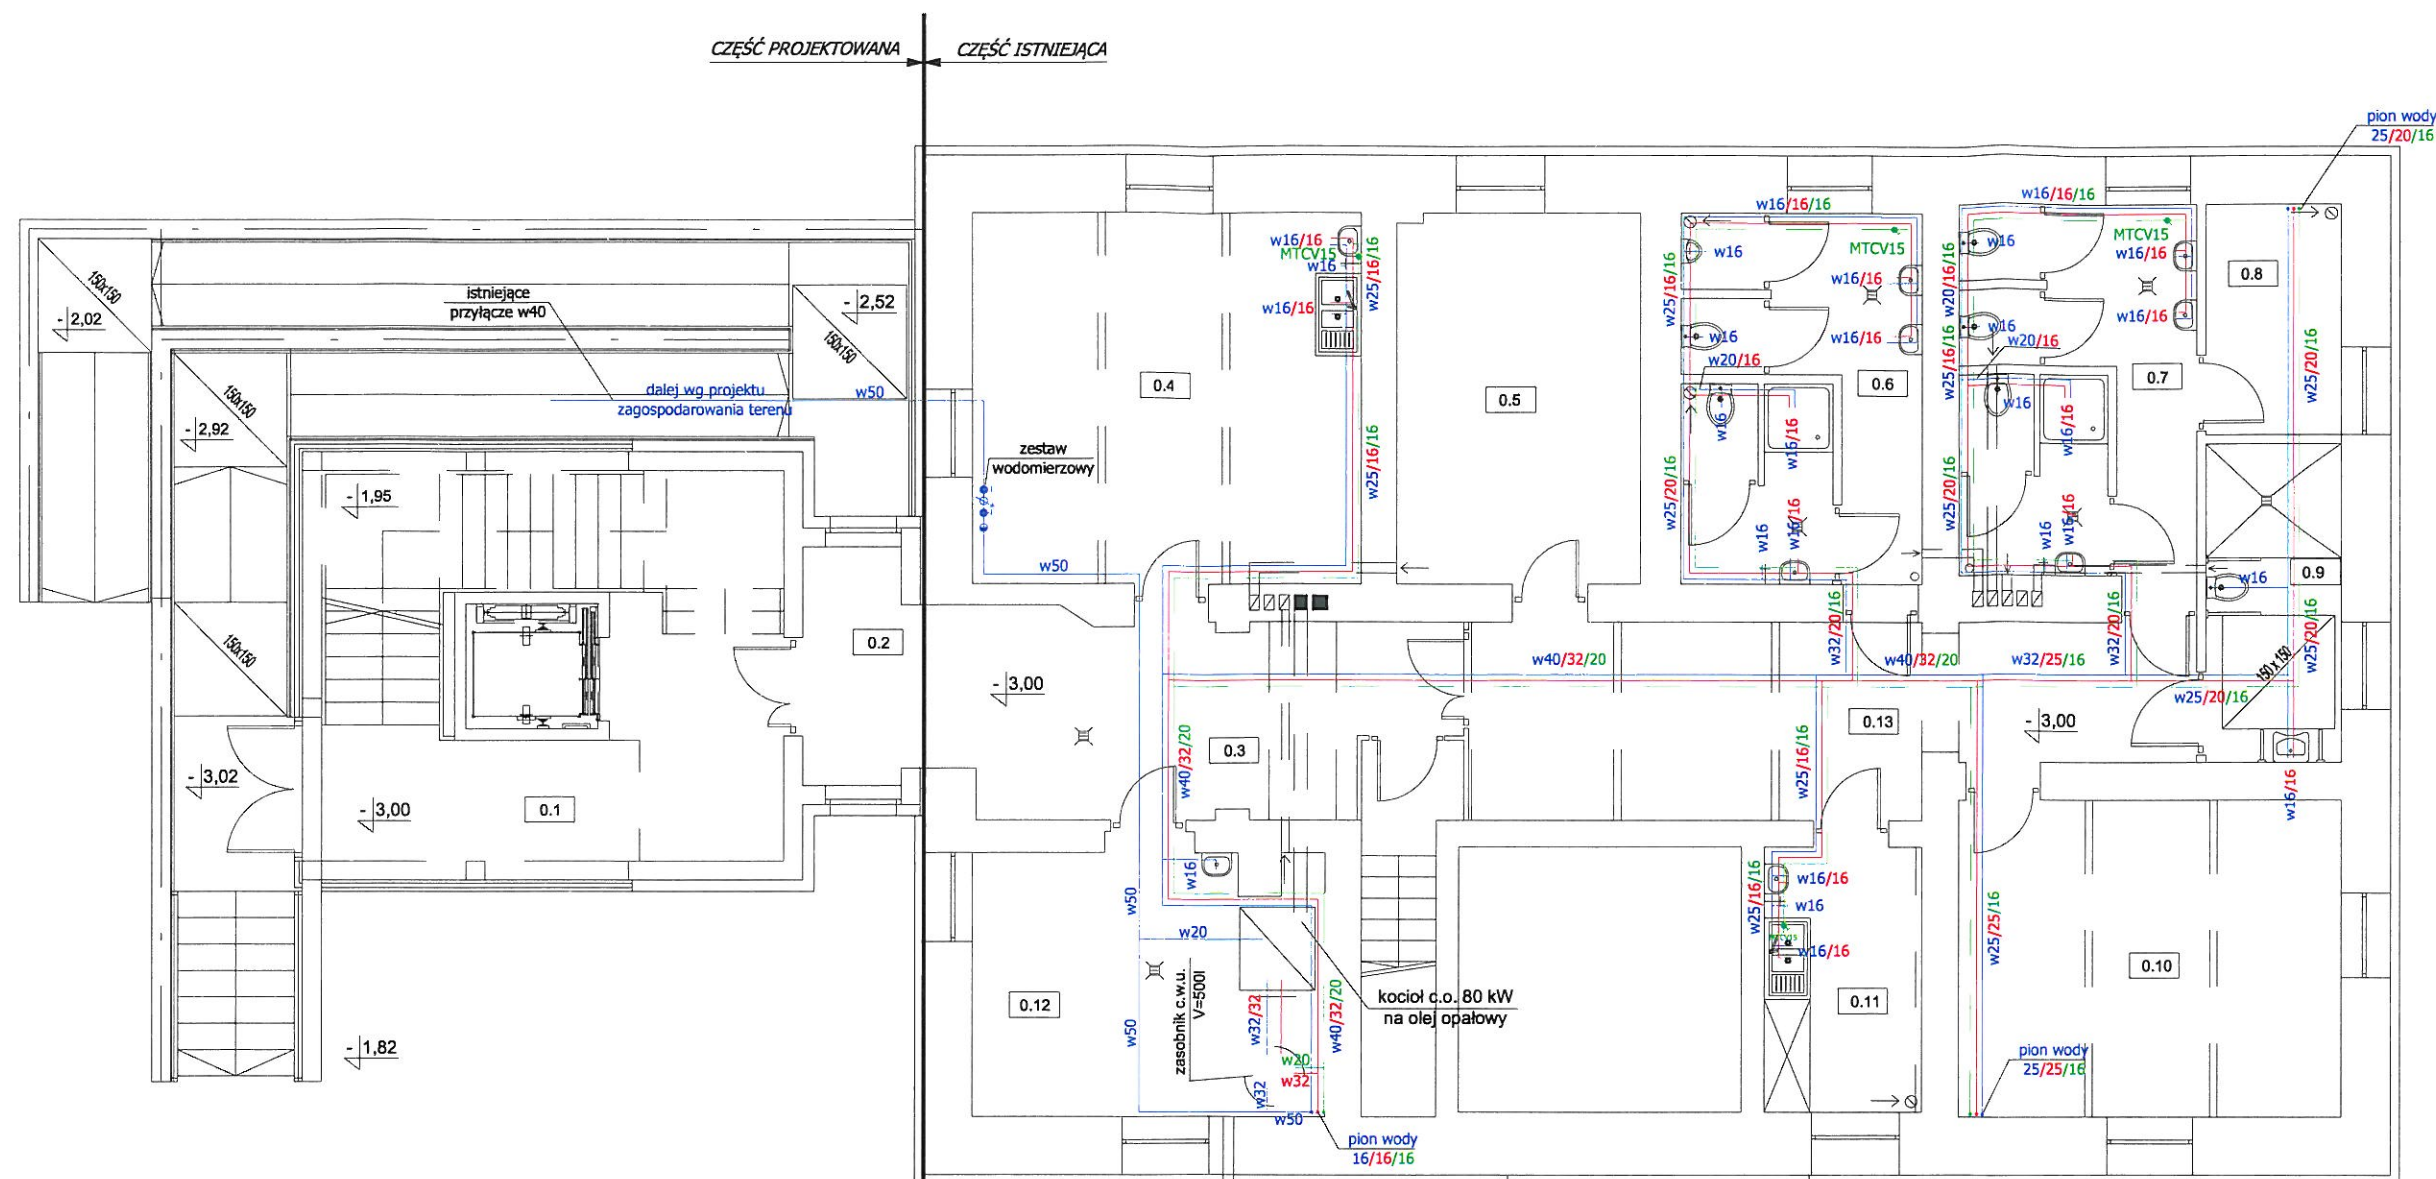 CZĘŚĆ PROJEKTOWANA
CZĘŚĆ ISTNIEJĄCA
pion wody
25/20/16
150x150
- 2,02
istniejące
przyłącze w40
- 2,52
150x150
150x150
- 2,92
dalej wg projektu
zagospodarowania terenu
w50
zestaw
wodomierzowy
- 1,95
150x150
- 3,02
- 3,00
0.1
- 1,82
0.2
w50
- 3,00
0.4
w16/16
MTCV15
w16
w16/16
w25/16/16
w25/16/16
0.5
w16/16/16
w16
MTCV15
w16/16
w25/16/16
w16
w16/16
w20/16
0.6
w16
w16/16
w25/20/16
w16
w16/16
w16/16/16
w16
MTCV15
w16/16
w20/16/16
w16
w16/16
w20/16
w25/16/16
0.7
w16
w16/16
w25/20/16
w16
w16/16
0.8
w25/20/16
0.9
w16
w25/20/16
150 x 150
w25/20/16
w16/16
w40/32/20
w32/20/16
w40/32/20
w32/25/16
w32/20/16
0.3
w40/32/20
w25/16/16
0.13
- 3,00
w16
w50
w20
0.12
w50
zasobnik c.w.u.
V=500l
w32/32
w20
w32
w32
w50
w40/32/20
kocioł c.o. 80 kW
na olej opałowy
pion wody
16/16/16
w25/16/16
w16/16
w16
w16/16
0.11
w25/25/16
0.10
pion wody
25/25/16